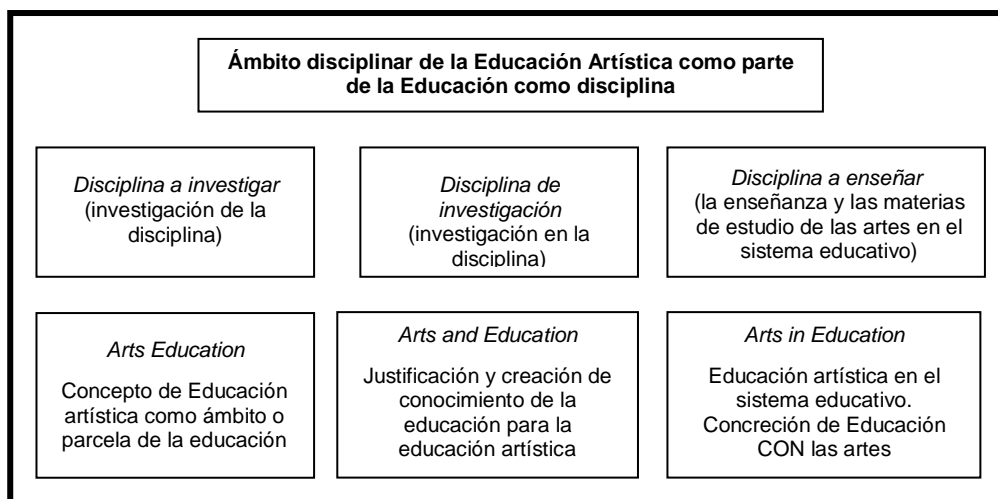 Ámbito disciplinar de la Educación Artística como parte
de la Educación como disciplina
Disciplina a investigar
(investigación de la
disciplina)
Disciplina de
investigación
(investigación en la
disciplina)
Disciplina a enseñar
(la enseñanza y las materias
de estudio de las artes en el
sistema educativo)
Arts Education
Concepto de Educación
artística como ámbito o
parcela de la educación
Arts and Education
Justificación y creación de
conocimiento de la
educación para la
educación artística
Arts in Education
Educación artística en el
sistema educativo.
Concreción de Educación
CON las artes